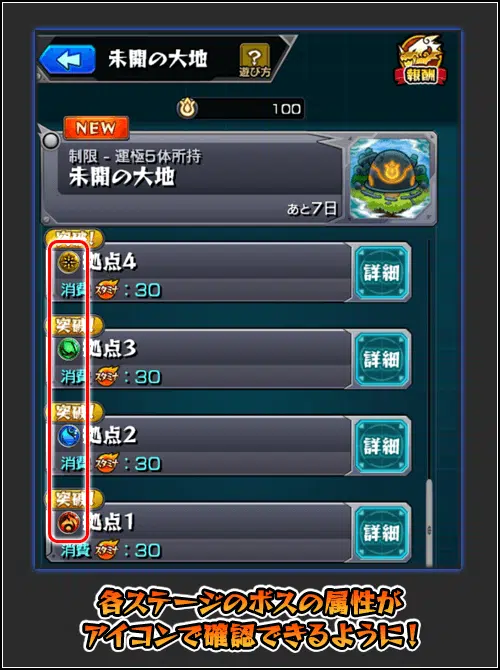 未開の大地
?
遊び方
報酬
100
NEW
制限 - 運極5体所持
未開の大地
あと7日
突破!
拠点4
消費 スタミナ : 30
詳細
突破!
拠点3
消費 スタミナ : 30
詳細
突破!
拠点2
消費 スタミナ : 30
詳細
突破!
拠点1
消費 スタミナ : 30
詳細
各ステージのボスの属性が
アイコンで確認できるように!